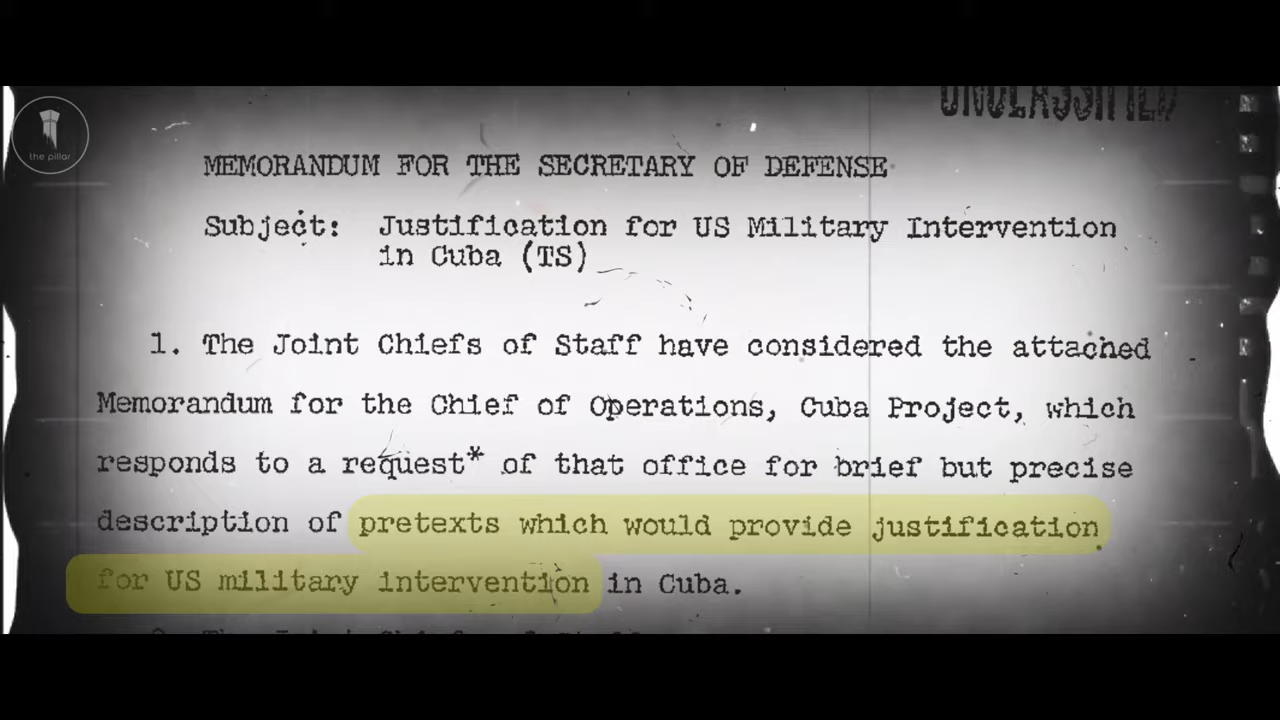 the pillar
UNCLASSIFIED
MEMORANDUM FOR THE SECRETARY OF DEFENSE
Subject: Justification for US Military Intervention
in Cuba (TS)
1. The Joint Chiefs of Staff have considered the attached
Memorandum for the Chief of Operations, Cuba Project, which
responds to a request* of that office for brief but precise
description of pretexts which would provide justification
for US military intervention in Cuba.